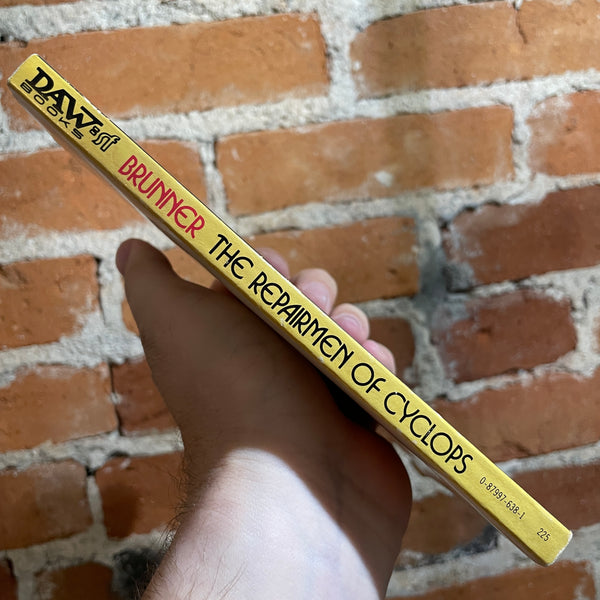 DAW sf
BOOKS
BRUNNER THE REPAIRMEN OF CYCLOPS
0-87997-638-1 225